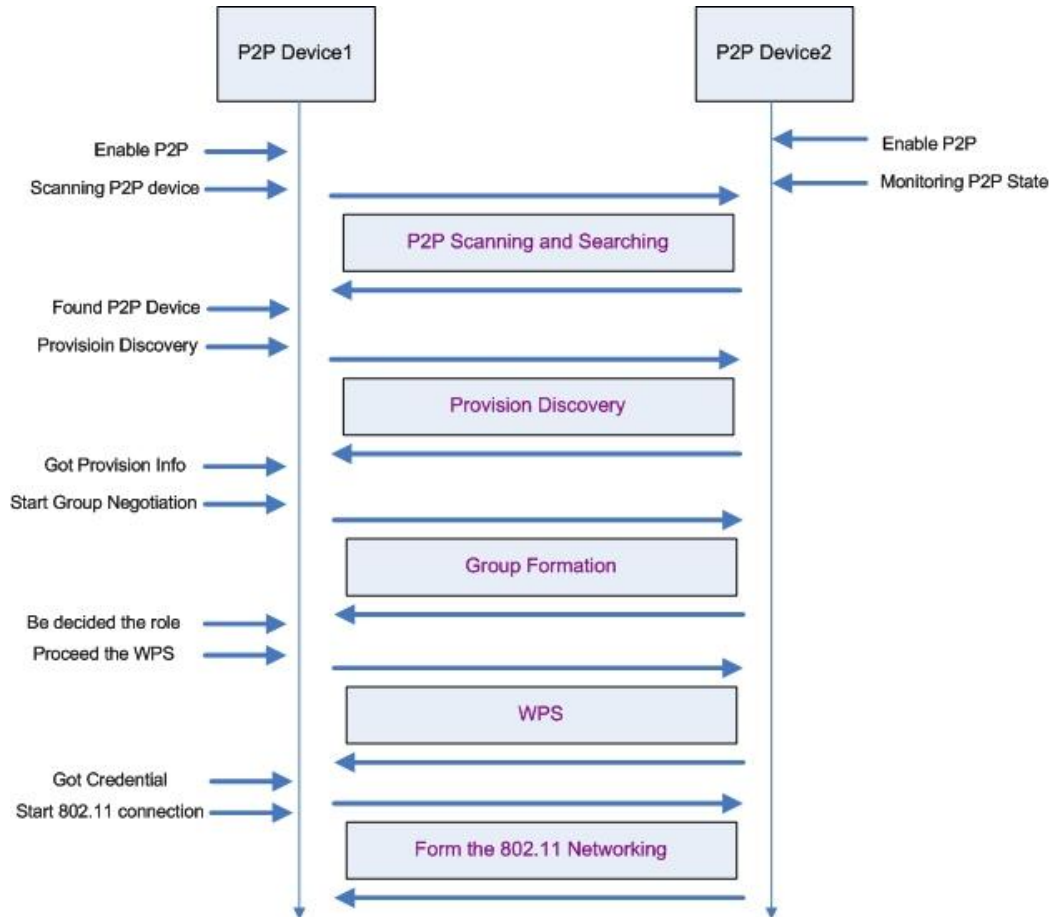 P2P Device1
P2P Device2
Enable P2P
Enable P2P
Scanning P2P device
Monitoring P2P State
P2P Scanning and Searching
Found P2P Device
Provisioin Discovery
Provision Discovery
Got Provision Info
Start Group Negotiation
Group Formation
Be decided the role
Proceed the WPS
WPS
Got Credential
Start 802.11 connection
Form the 802.11 Networking